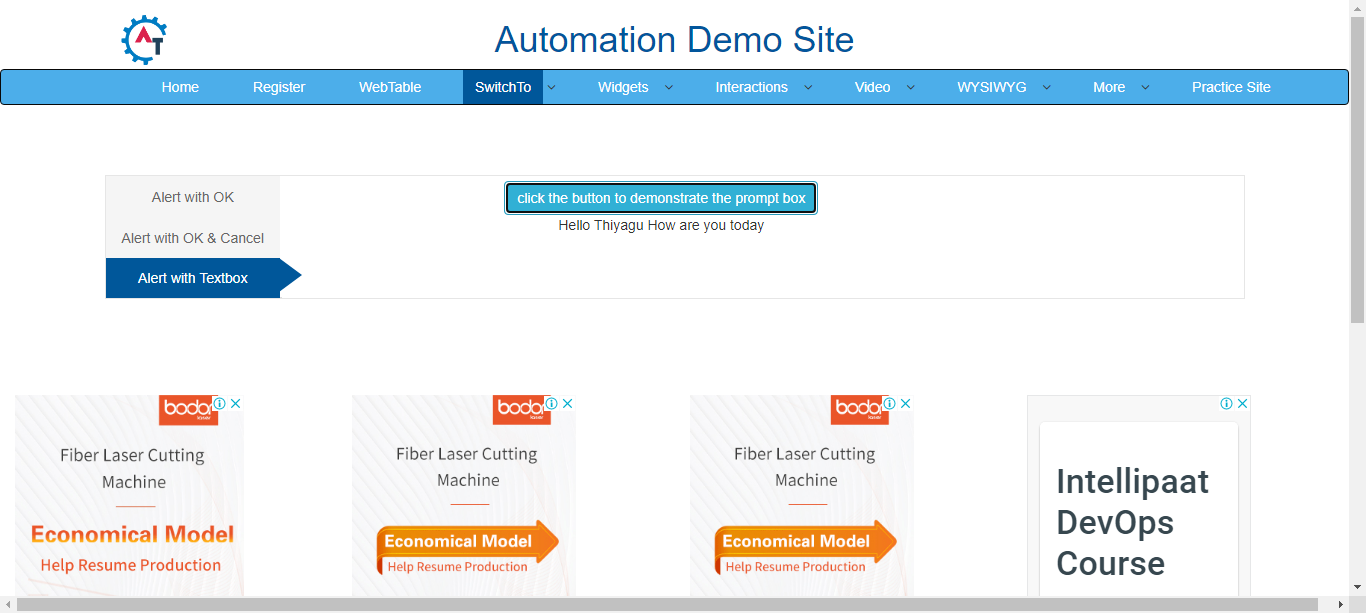 AT
Automation Demo Site
Home Register WebTable SwitchTo Widgets Interactions Video WYSIWYG More Practice Site
Alert with OK
Alert with OK & Cancel
Alert with Textbox
click the button to demonstrate the prompt box
Hello Thiyagu How are you today
bodor
Fiber Laser Cutting
Machine
Economical Model
Help Resume Production
bodor
Fiber Laser Cutting
Machine
Economical Model
Help Resume Production
bodor
Fiber Laser Cutting
Machine
Economical Model
Help Resume Production
Intellipaat
DevOps
Course